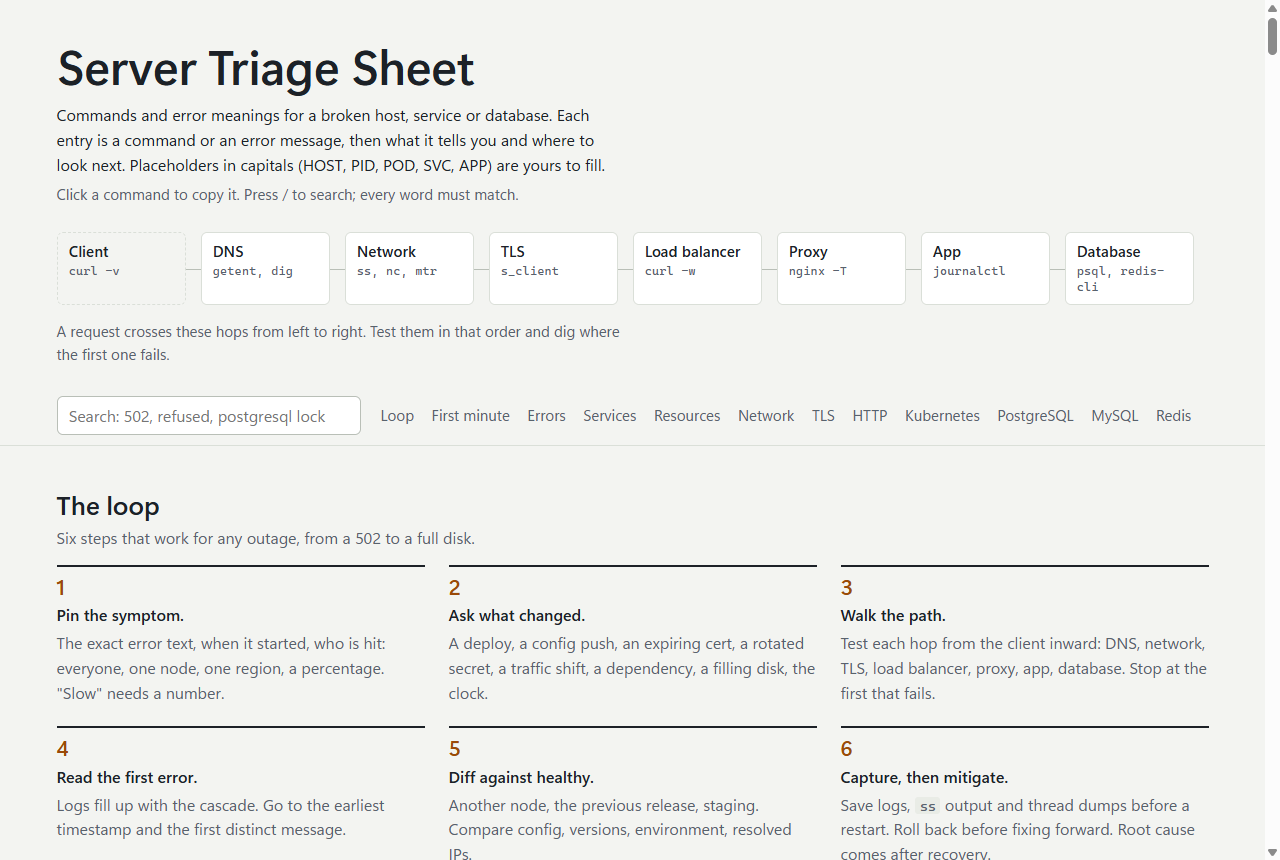 Server Triage Sheet
Commands and error meanings for a broken host, service or database. Each
entry is a command or an error message, then what it tells you and where to
look next. Placeholders in capitals (HOST, PID, POD, SVC, APP) are yours to fill.
Click a command to copy it. Press / to search; every word must match.
Client
curl -v
DNS
getent, dig
Network
ss, nc, mtr
TLS
s_client
Load balancer
curl -w
Proxy
nginx -T
App
journalctl
Database
psql, redis-
cli
A request crosses these hops from left to right. Test them in that order and dig where
the first one fails.
Search: 502, refused, postgresql lock
Loop First minute Errors Services Resources Network TLS HTTP Kubernetes PostgreSQL MySQL Redis
The loop
Six steps that work for any outage, from a 502 to a full disk.
1
Pin the symptom.
The exact error text, when it started, who is hit:
everyone, one node, one region, a percentage.
"Slow" needs a number.
2
Ask what changed.
A deploy, a config push, an expiring cert, a rotated
secret, a traffic shift, a dependency, a filling disk, the
clock.
3
Walk the path.
Test each hop from the client inward: DNS, network,
TLS, load balancer, proxy, app, database. Stop at the
first that fails.
4
Read the first error.
Logs fill up with the cascade. Go to the earliest
timestamp and the first distinct message.
5
Diff against healthy.
Another node, the previous release, staging.
Compare config, versions, environment, resolved
IPs.
6
Capture, then mitigate.
Save logs, ss output and thread dumps before a
restart. Roll back before fixing forward. Root cause
comes after recovery.